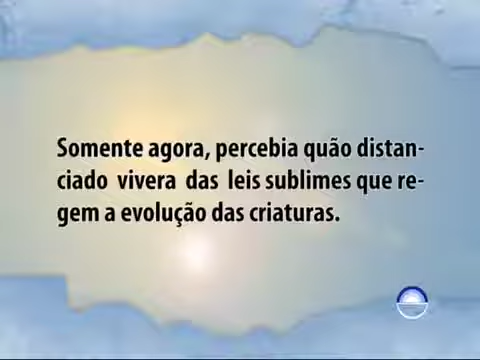 Somente agora, percebia quão distan-
ciado vivera das leis sublimes que re-
gem a evolução das criaturas.